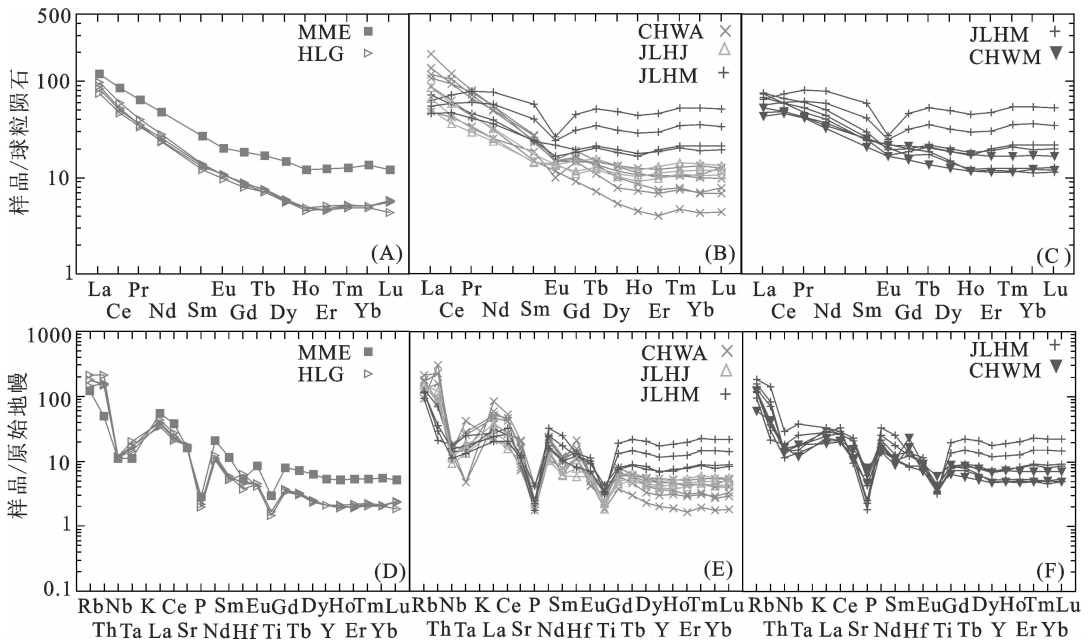 500
100
10
1
样品/球粒陨石
MME
HLG
(A)
CHWA
JLHJ
JLHM
(B)
JLHM
CHWM
(C)
La Pr Eu Tb Ho Tm Lu
Ce Nd Sm Gd Dy Er Yb
La Pr Eu Tb Ho Tm Lu
Ce Nd Sm Gd Dy Er Yb
La Pr Eu Tb Ho Tm Lu
Ce Nd Sm Gd Dy Er Yb
1000
100
10
1
0.1
样品/原始地幔
MME
HLG
(D)
CHWA
JLHJ
JLHM
(E)
JLHM
CHWM
(F)
Rb Nb K Ce P Sm Eu Gd Dy Ho Tm Lu
Th Ta La Sr Nd Hf Ti Tb Y Er Yb
Rb Nb K Ce P Sm Eu Gd Dy Ho Tm Lu
Th Ta La Sr Nd Hf Ti Tb Y Er Yb
Rb Nb K Ce P Sm Eu Gd Dy Ho Tm Lu
Th Ta La Sr Nd Hf Ti Tb Y Er Yb